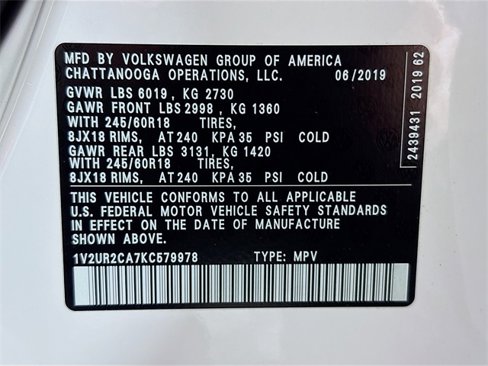 MFD BY VOLKSWAGEN GROUP OF AMERICA
CHATTANOOGA OPERATIONS, LLC. 06/2019
GVWR LBS 6019, KG 2730
GAWR FRONT LBS 2998, KG 1360
WITH 245/60R18 TIRES,
8JX18 RIMS, AT 240 KPA 35 PSI COLD
GAWR REAR LBS 3131, KG 1420
WITH 245/60R18 TIRES,
8JX18 RIMS, AT 240 KPA 35 PSI COLD
THIS VEHICLE CONFORMS TO ALL APPLICABLE
U.S. FEDERAL MOTOR VEHICLE SAFETY STANDARDS
IN EFFECT ON THE DATE OF MANUFACTURE
SHOWN ABOVE.
1V2UR2CA7KC579978 TYPE: MPV
2439431 2019 62